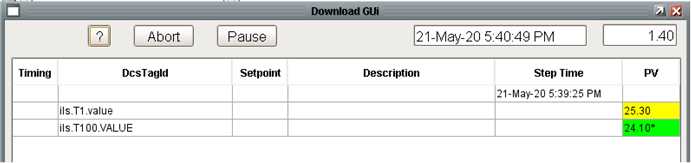 Download GUi
? Abort Pause 21-May-20 5:40:49 PM 1.40
Timing DcsTagId Setpoint Description Step Time PV
21-May-20 5:39:25 PM
ils.T1.value 25.30
ils.T100.VALUE 24.10*